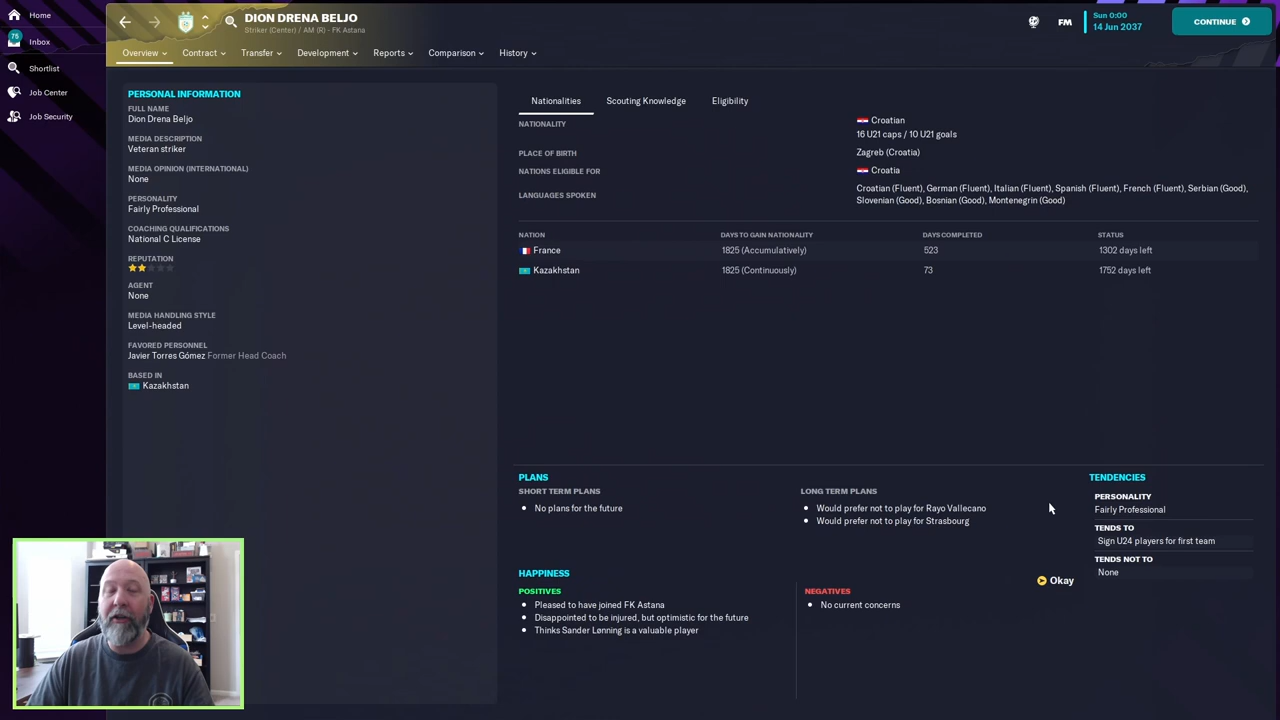 Home
75
Inbox
Shortlist
Job Center
Job Security
DION DRENA BELJO
Striker (Center) / AM (R) - FK Astana
FM
Sun 0:00
14 Jun 2037
CONTINUE
Overview
Contract
Transfer
Development
Reports
Comparison
History
PERSONAL INFORMATION
FULL NAME
Dion Drena Beljo
MEDIA DESCRIPTION
Veteran striker
MEDIA OPINION (INTERNATIONAL)
None
PERSONALITY
Fairly Professional
COACHING QUALIFICATIONS
National C License
REPUTATION
AGENT
None
MEDIA HANDLING STYLE
Level-headed
FAVORED PERSONNEL
Javier Torres Gómez Former Head Coach
BASED IN
Kazakhstan
Nationalities
Scouting Knowledge
Eligibility
NATIONALITY
Croatian
16 U21 caps / 10 U21 goals
PLACE OF BIRTH
Zagreb (Croatia)
NATIONS ELIGIBLE FOR
Croatia
LANGUAGES SPOKEN
Croatian (Fluent), German (Fluent), Italian (Fluent), Spanish (Fluent), French (Fluent), Serbian (Good),
Slovenian (Good), Bosnian (Good), Montenegrin (Good)
NATION DAYS TO GAIN NATIONALITY DAYS COMPLETED STATUS
France 1825 (Accumulatively) 523 1302 days left
Kazakhstan 1825 (Continuously) 73 1752 days left
PLANS
SHORT TERM PLANS
No plans for the future
LONG TERM PLANS
Would prefer not to play for Rayo Vallecano
Would prefer not to play for Strasbourg
TENDENCIES
PERSONALITY
Fairly Professional
TENDS TO
Sign U24 players for first team
TENDS NOT TO
None
HAPPINESS
POSITIVES
Pleased to have joined FK Astana
Disappointed to be injured, but optimistic for the future
Thinks Sander Lønning is a valuable player
NEGATIVES
No current concerns
Okay